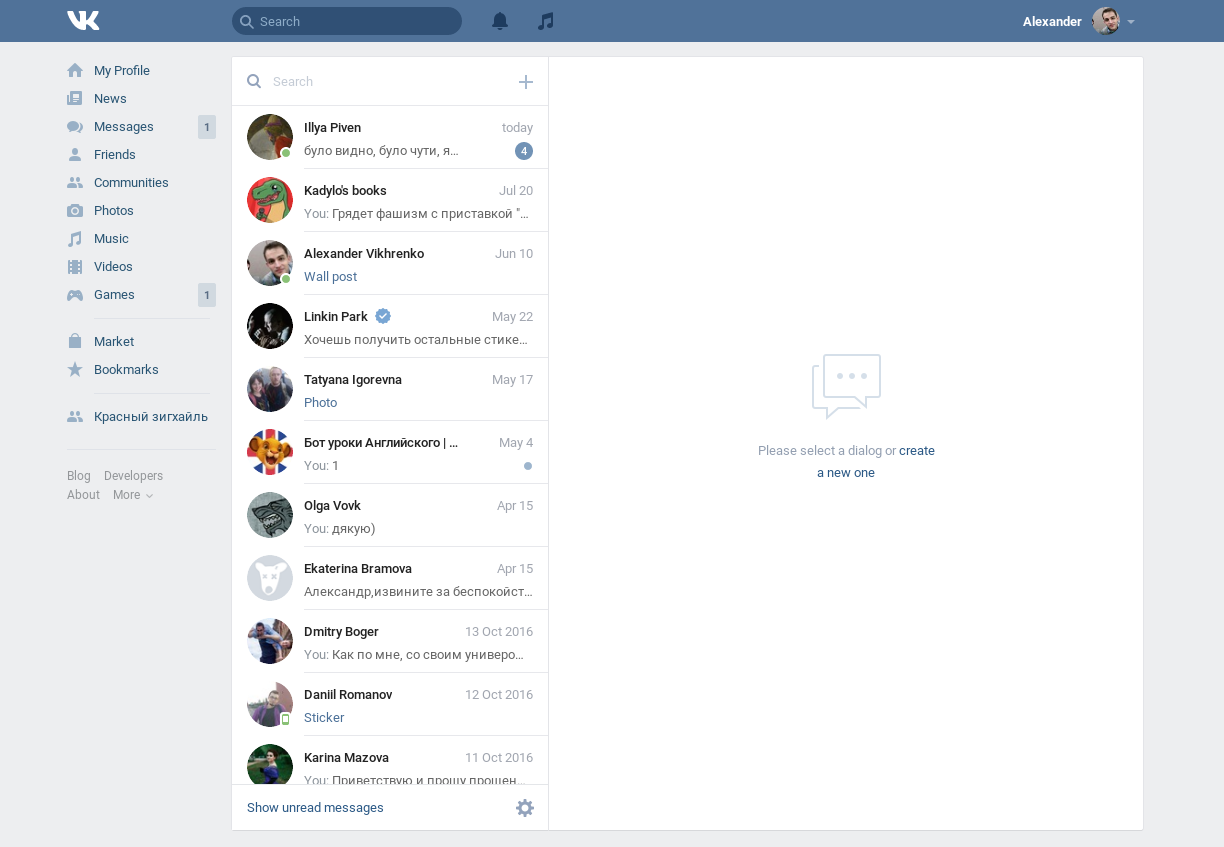 Search
Alexander
My Profile
News
Messages 1
Friends
Communities
Photos
Music
Videos
Games 1
Market
Bookmarks
Красный зигхайль
Blog Developers
About More
Search
Illya Piven today
було видно, було чути, я… 4
Kadylo's books Jul 20
You: Грядет фашизм с приставкой "…
Alexander Vikhrenko Jun 10
Wall post
Linkin Park May 22
Хочешь получить остальные стике…
Tatyana Igorevna May 17
Photo
Бот уроки Английского | … May 4
You: 1
Olga Vovk Apr 15
You: дякую)
Ekaterina Bramova Apr 15
Александр,извините за беспокойст…
Dmitry Boger 13 Oct 2016
You: Как по мне, со своим универо…
Daniil Romanov 12 Oct 2016
Sticker
Karina Mazova 11 Oct 2016
You: Приветствую и прошу прощен…
Show unread messages
Please select a dialog or create
a new one